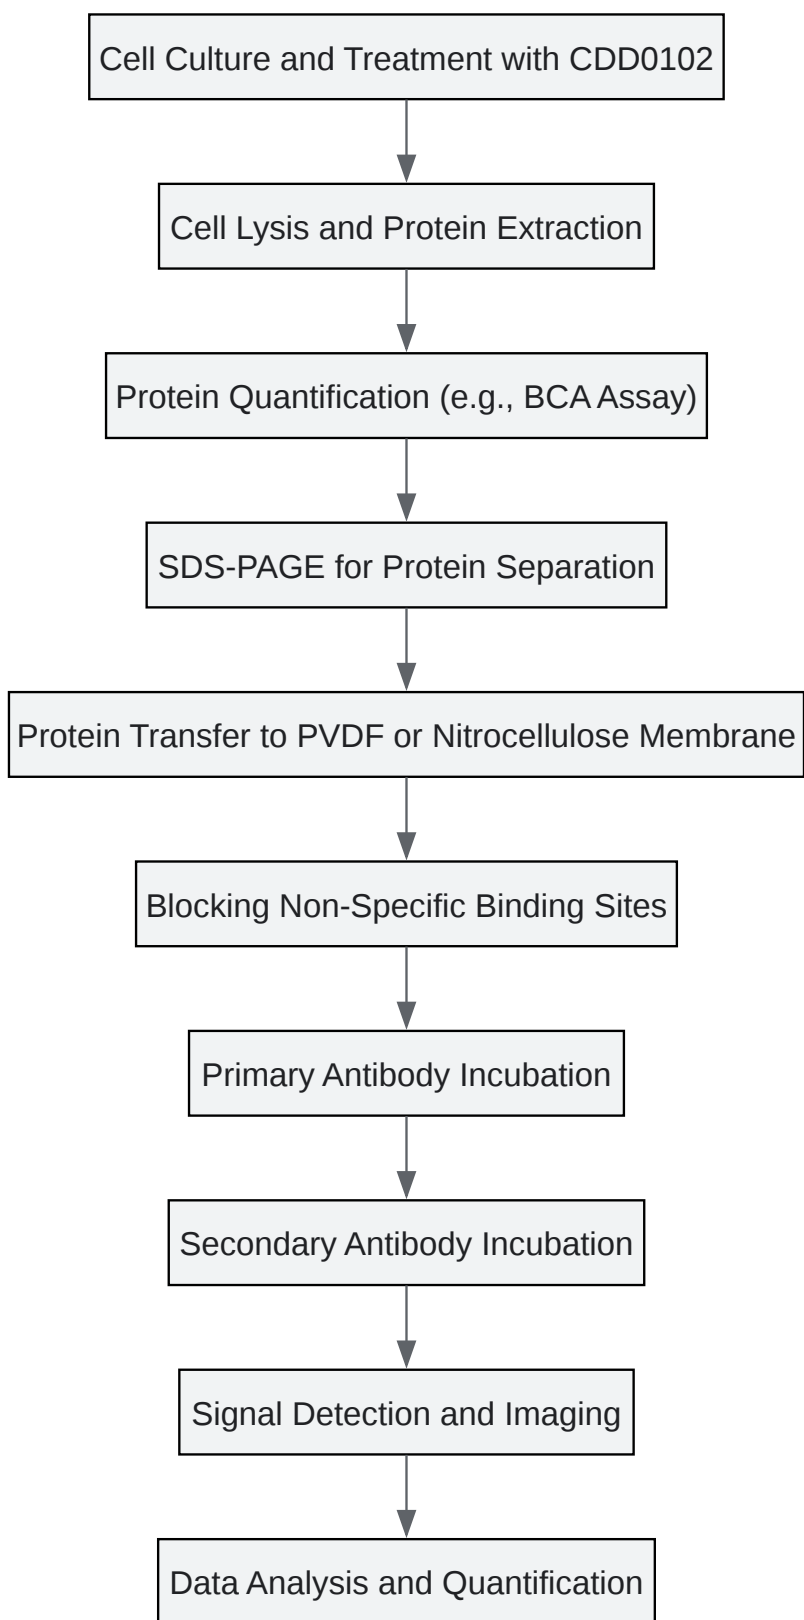 Cell Culture and Treatment with CDD0102
Cell Lysis and Protein Extraction
Protein Quantification (e.g., BCA Assay)
SDS-PAGE for Protein Separation
Protein Transfer to PVDF or Nitrocellulose Membrane
Blocking Non-Specific Binding Sites
Primary Antibody Incubation
Secondary Antibody Incubation
Signal Detection and Imaging
Data Analysis and Quantification